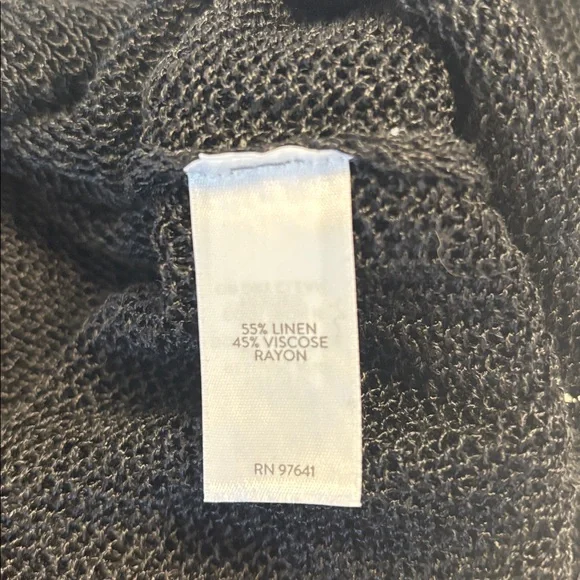 55% LINEN
45% VISCOSE
RAYON
RN 97641